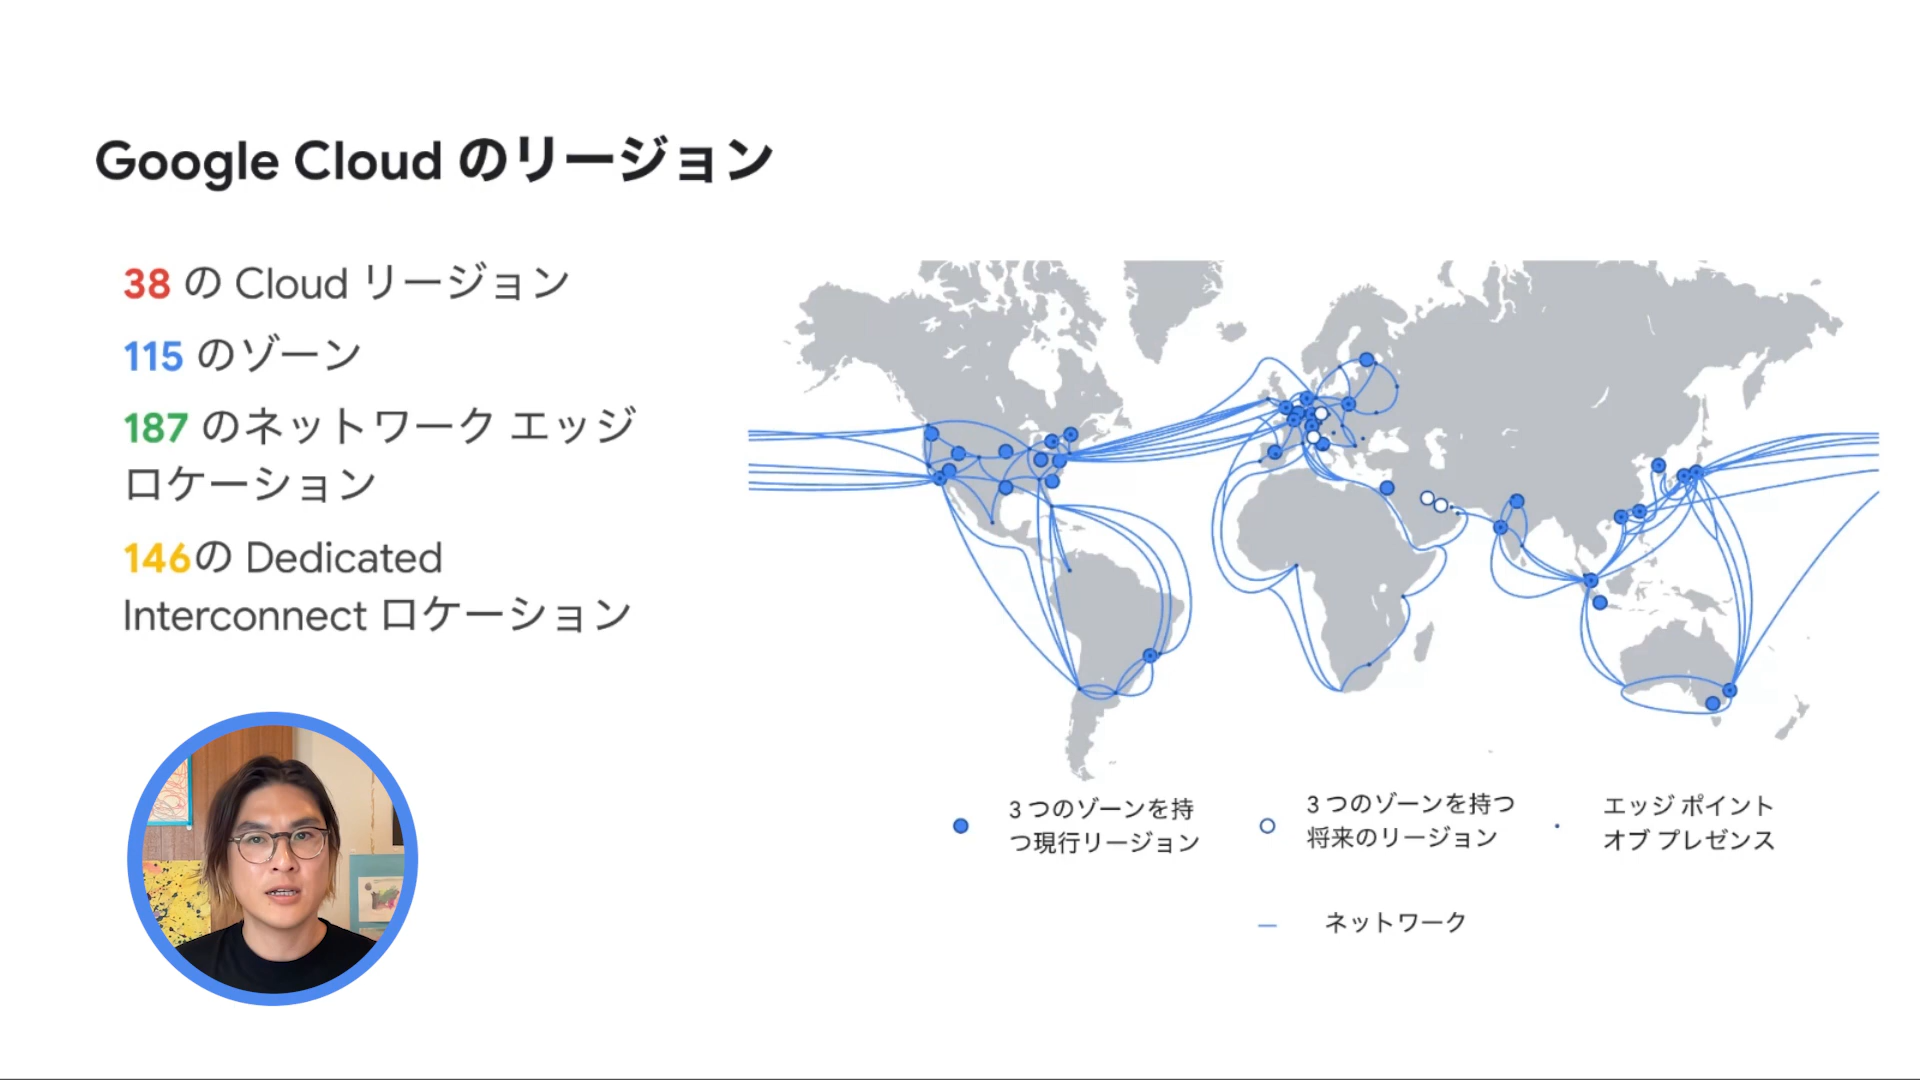 Google Cloud のリージョン
38 の Cloud リージョン
115 のゾーン
187 のネットワーク エッジ
ロケーション
146の Dedicated
Interconnect ロケーション
3 つのゾーンを持
つ現行リージョン
3 つのゾーンを持つ
将来のリージョン
エッジ ポイント
オブ プレゼンス
ネットワーク